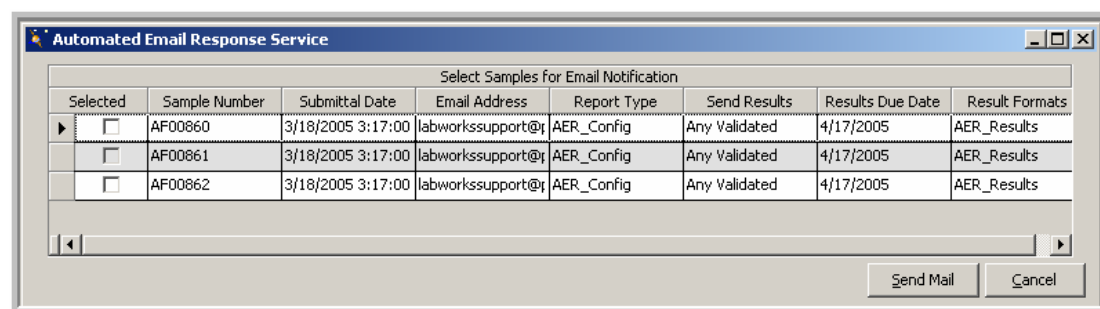 Automated Email Response Service
Select Samples for Email Notification
Selected Sample Number Submittal Date Email Address Report Type Send Results Results Due Date Result Formats
AF00860 3/18/2005 3:17:00 labworkssupport@p AER_Config Any Validated 4/17/2005 AER_Results
AF00861 3/18/2005 3:17:00 labworkssupport@p AER_Config Any Validated 4/17/2005 AER_Results
AF00862 3/18/2005 3:17:00 labworkssupport@p AER_Config Any Validated 4/17/2005 AER_Results
Send Mail Cancel